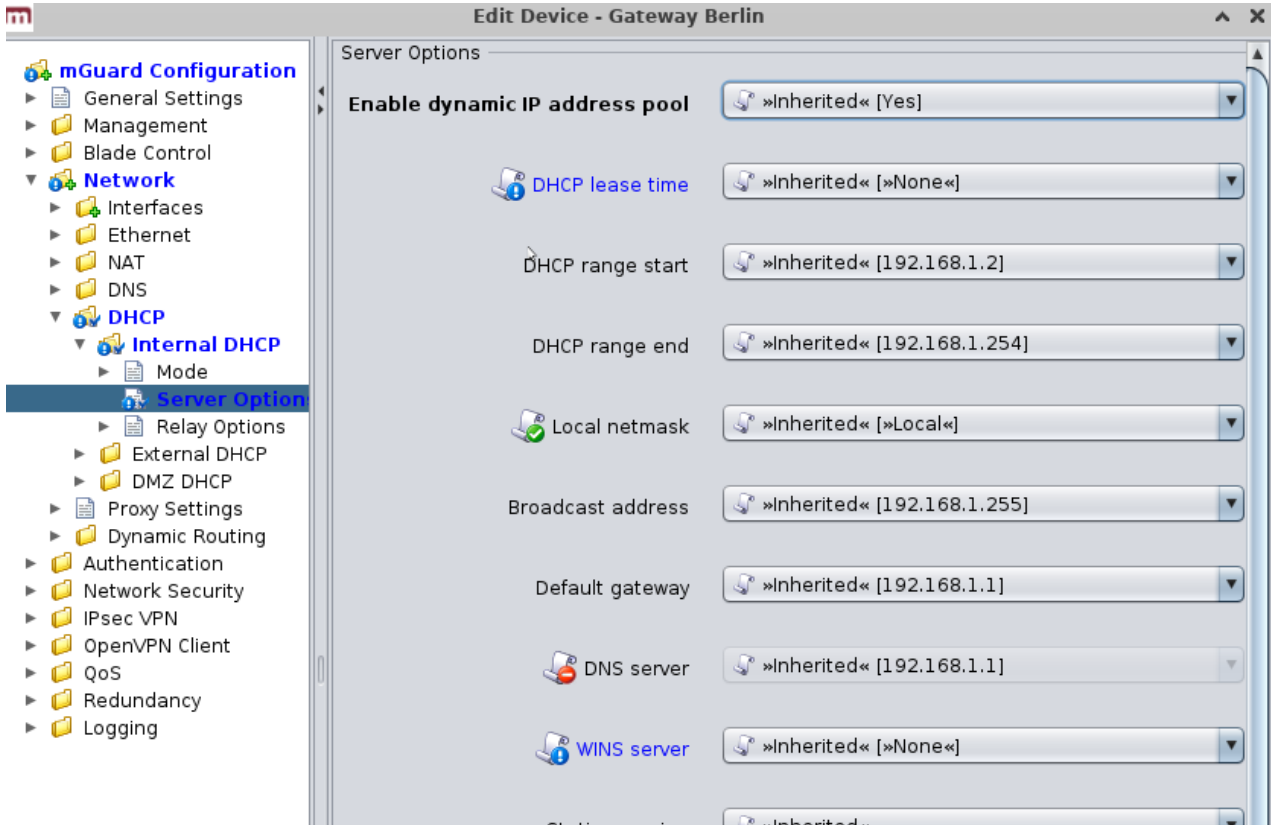 m
Edit Device - Gateway Berlin
mGuard Configuration
General Settings
Management
Blade Control
Network
Interfaces
Ethernet
NAT
DNS
DHCP
Internal DHCP
Mode
Server Option
Relay Options
External DHCP
DMZ DHCP
Proxy Settings
Dynamic Routing
Authentication
Network Security
IPsec VPN
OpenVPN Client
QoS
Redundancy
Logging
Server Options
Enable dynamic IP address pool »Inherited« [Yes]
DHCP lease time »Inherited« [»None«]
DHCP range start »Inherited« [192.168.1.2]
DHCP range end »Inherited« [192.168.1.254]
Local netmask »Inherited« [»Local«]
Broadcast address »Inherited« [192.168.1.255]
Default gateway »Inherited« [192.168.1.1]
DNS server »Inherited« [192.168.1.1]
WINS server »Inherited« [»None«]